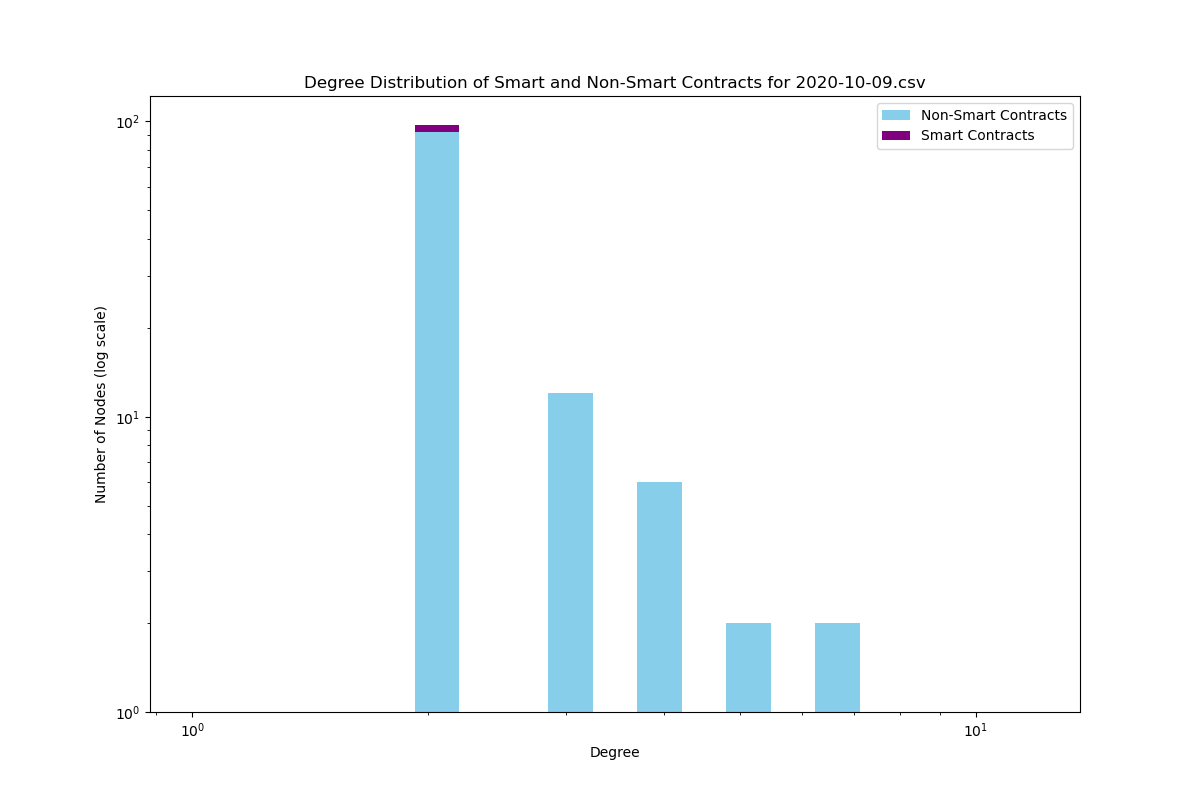 Degree Distribution of Smart and Non-Smart Contracts for 2020-10-09.csv
Non-Smart Contracts
Smart Contracts
Number of Nodes (log scale)
10²
10¹
10⁰
10⁰ 10¹
Degree